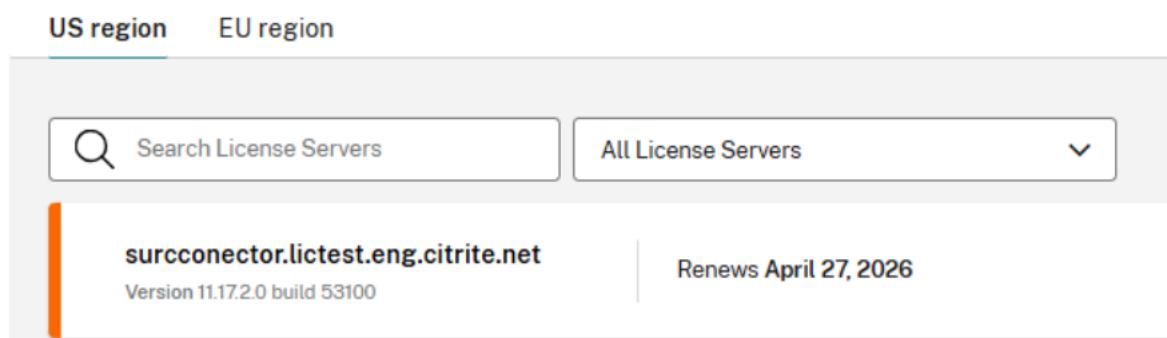 US region EU region
Search License Servers All License Servers
surcconector.lictest.eng.citrite.net
Renews April 27, 2026
Version 11.17.2.0 build 53100